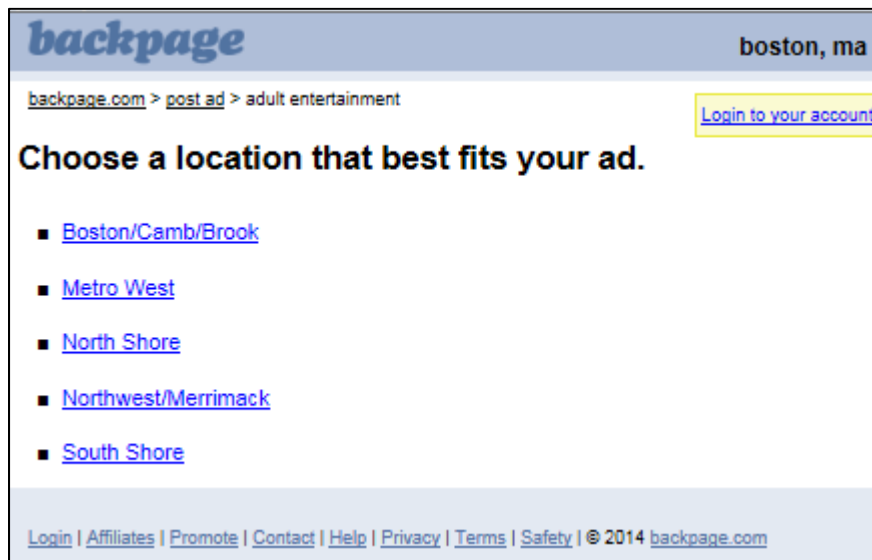 backpage
boston, ma
backpage.com > post ad > adult entertainment
Login to your account
Choose a location that best fits your ad.
■ Boston/Camb/Brook
■ Metro West
■ North Shore
■ Northwest/Merrimack
■ South Shore
Login | Affiliates | Promote | Contact | Help | Privacy | Terms | Safety | © 2014 backpage.com